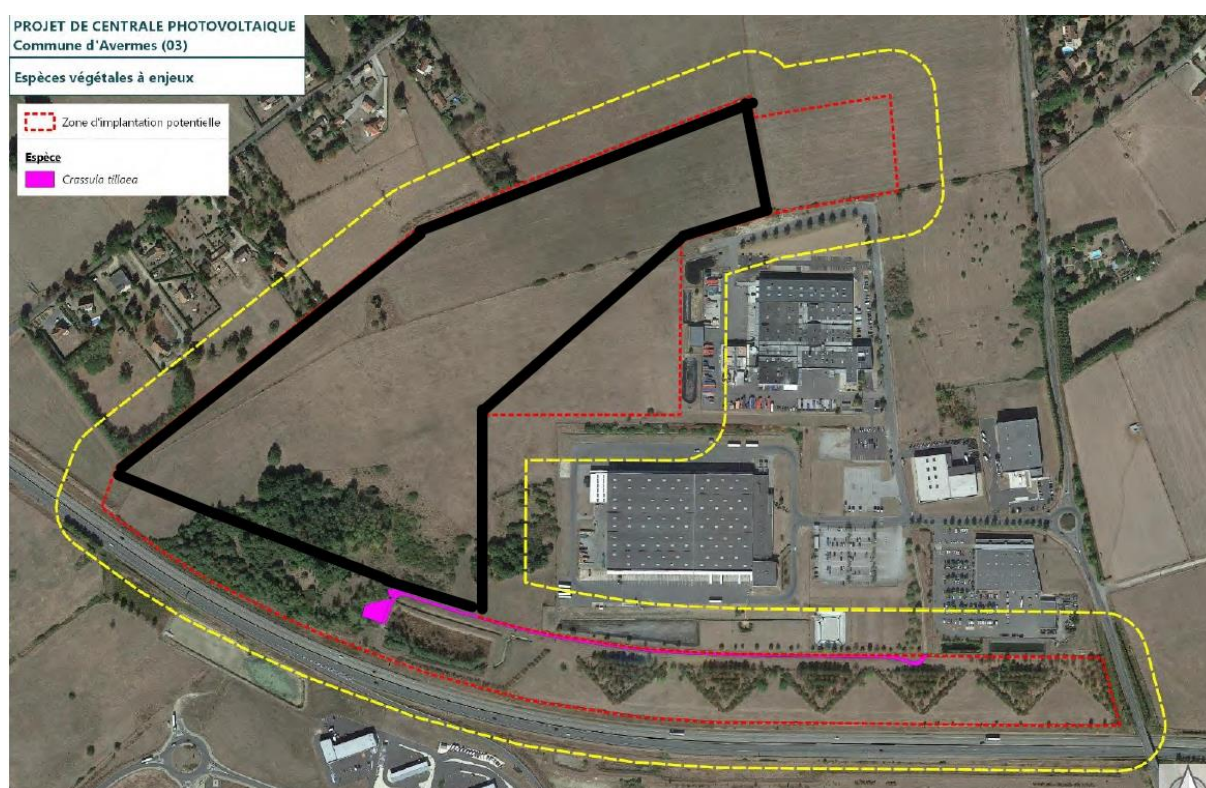 PROJET DE CENTRALE PHOTOVOLTAIQUE
Commune d'Avermes (03)
Espèces végétales à enjeux
Zone d'implantation potentielle
Espèce
Crassula tillaea